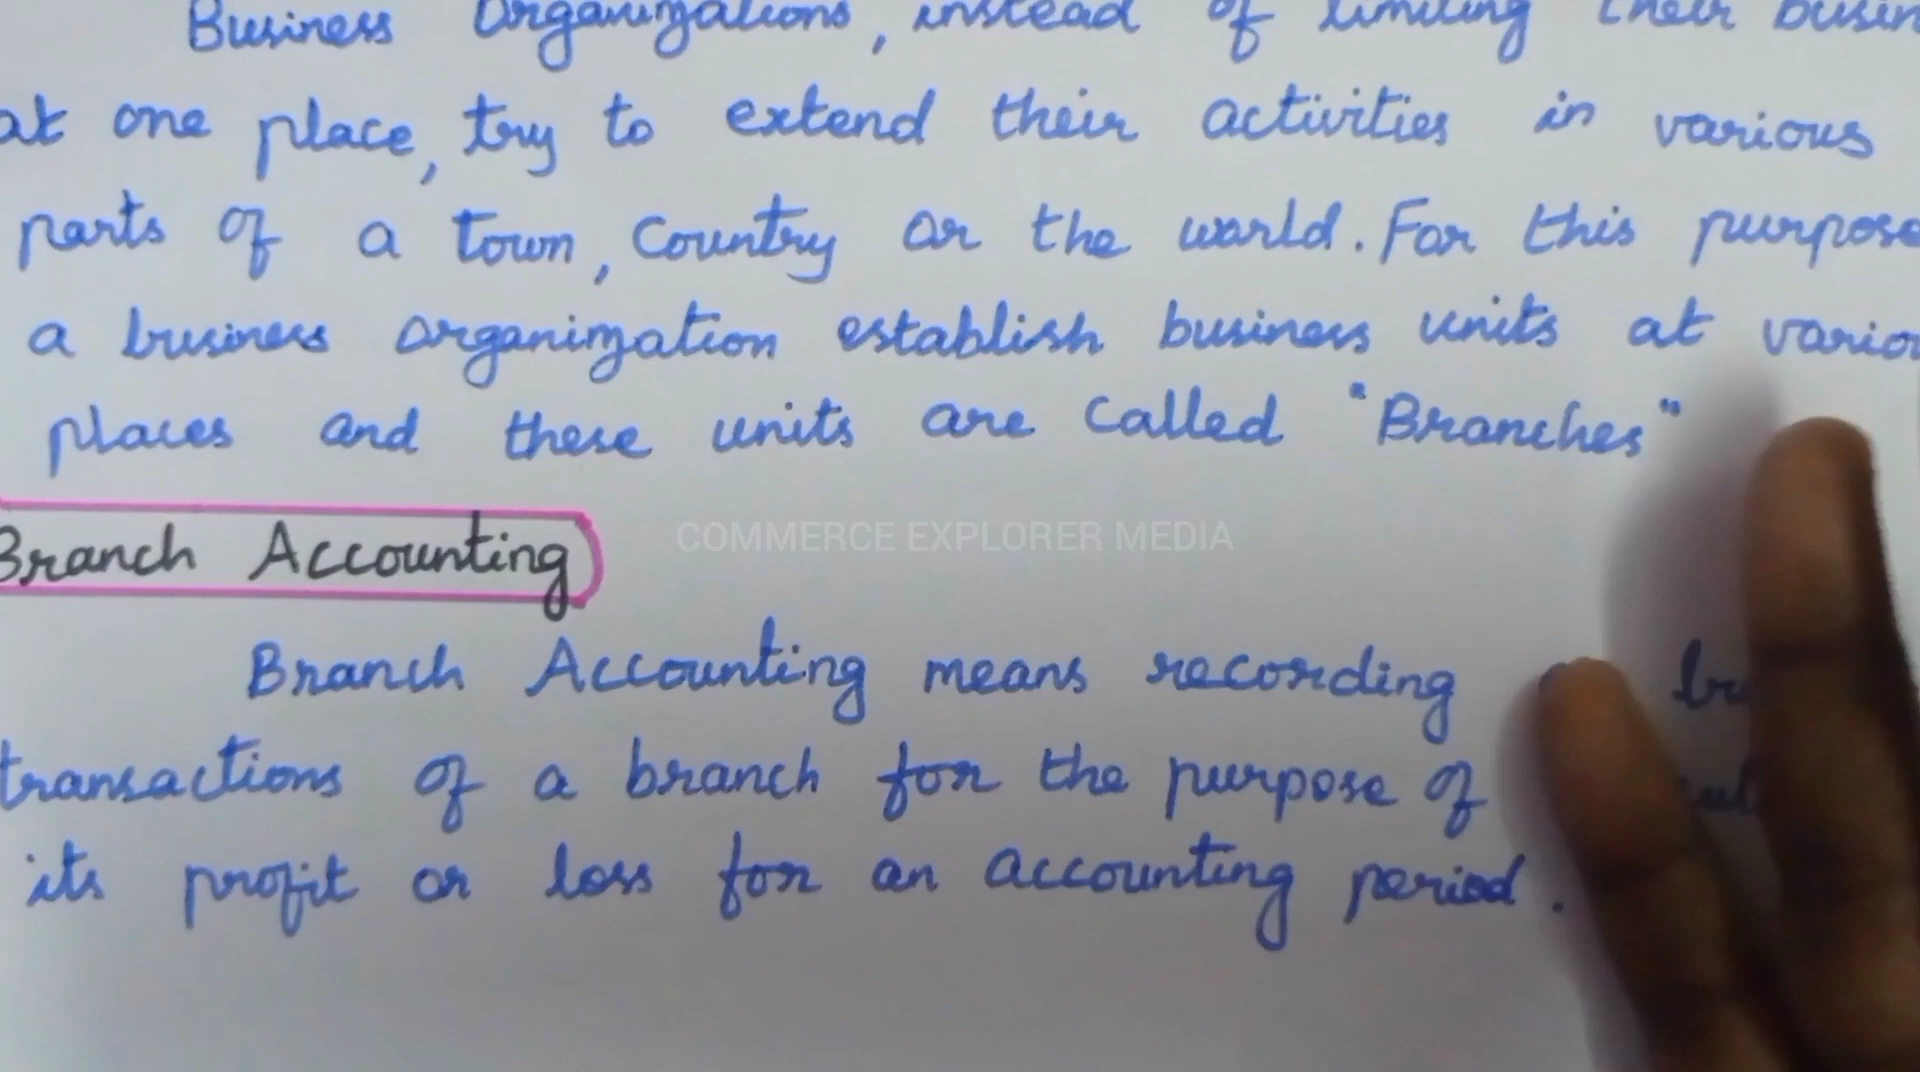 Business Organizations, instead of limiting their busin
at one place, try to extend their activities in various
parts of a town, Country or the world. For this purpose
a business organization establish business units at vario
places and these units are called "Branches"
Branch Accounting
COMMERCE EXPLORER MEDIA
Branch Accounting means recording
transactions of a branch for the purpose of
its profit or loss for an accounting period.